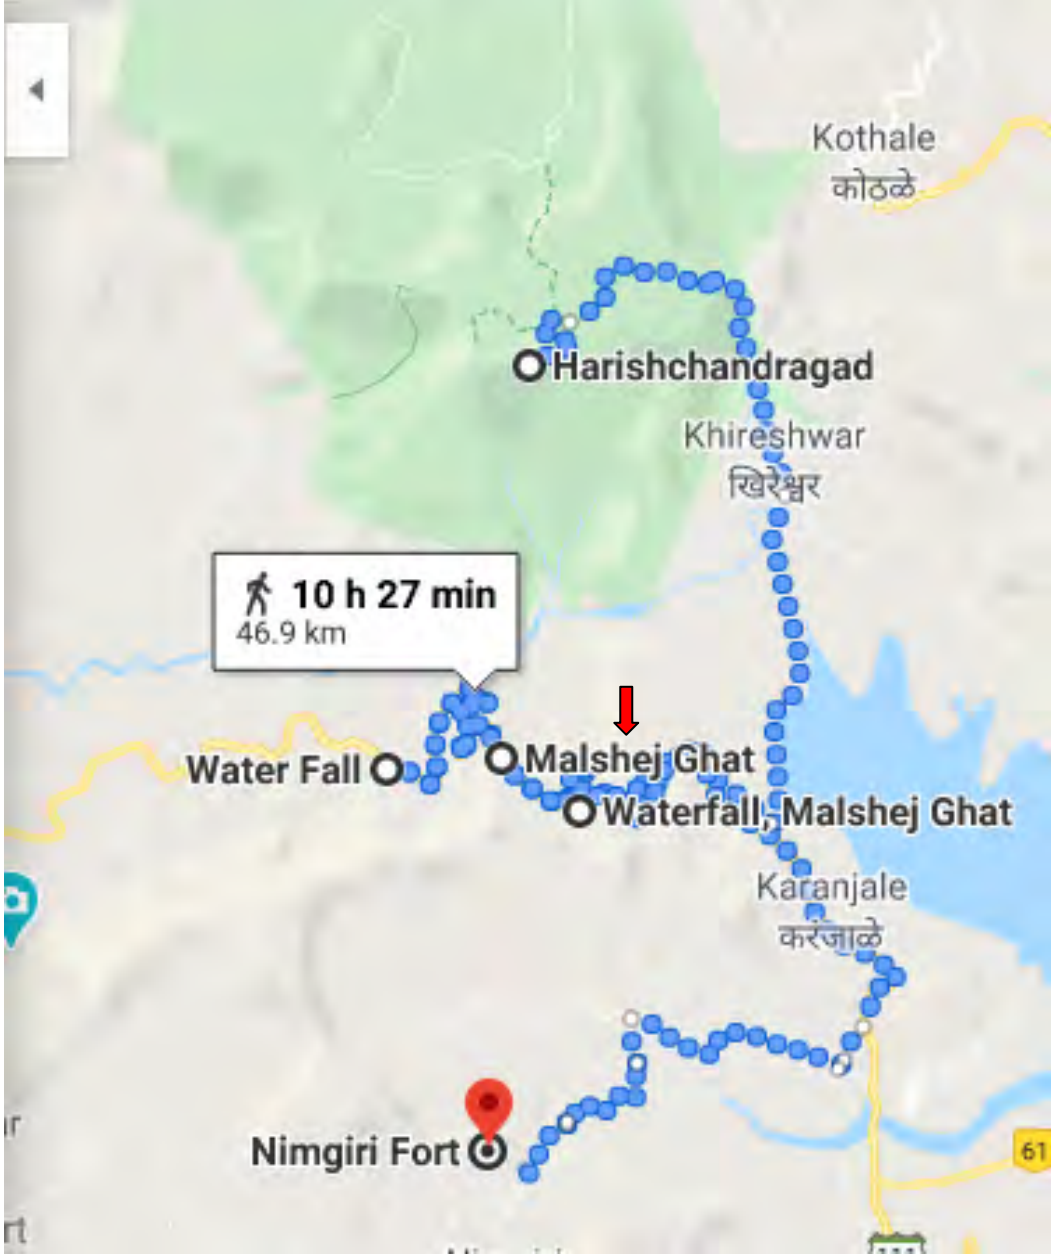 Kothale
कोठळे
Harishchandragad
Khireshwar
खिरेश्वर
10 h 27 min
46.9 km
Malshej Ghat
Water Fall
Waterfall, Malshej Ghat
Karanjale
करंजाळे
Nimgiri Fort
61